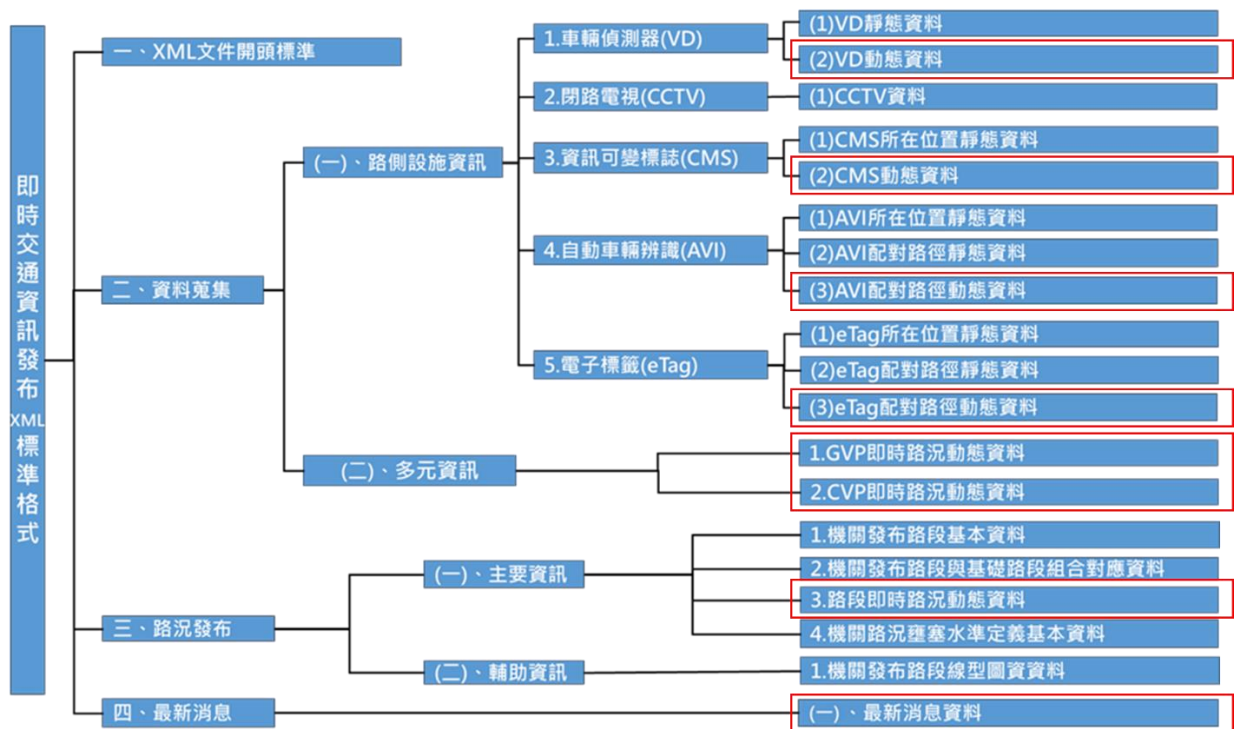 即時交通資訊發布XML標準格式
一、XML文件開頭標準
二、資料蒐集
(一)、路側設施資訊
1.車輛偵測器(VD)
(1)VD靜態資料
(2)VD動態資料
2.閉路電視(CCTV)
(1)CCTV資料
3.資訊可變標誌(CMS)
(1)CMS所在位置靜態資料
(2)CMS動態資料
4.自動車輛辨識(AVI)
(1)AVI所在位置靜態資料
(2)AVI配對路徑靜態資料
(3)AVI配對路徑動態資料
5.電子標籤(eTag)
(1)eTag所在位置靜態資料
(2)eTag配對路徑靜態資料
(3)eTag配對路徑動態資料
(二)、多元資訊
1.GVP即時路況動態資料
2.CVP即時路況動態資料
三、路況發布
(一)、主要資訊
1.機關發布路段基本資料
2.機關發布路段與基礎路段組合對應資料
3.路段即時路況動態資料
4.機關路況壅塞水準定義基本資料
(二)、輔助資訊
1.機關發布路段線型圖資資料
四、最新消息
(一)、最新消息資料